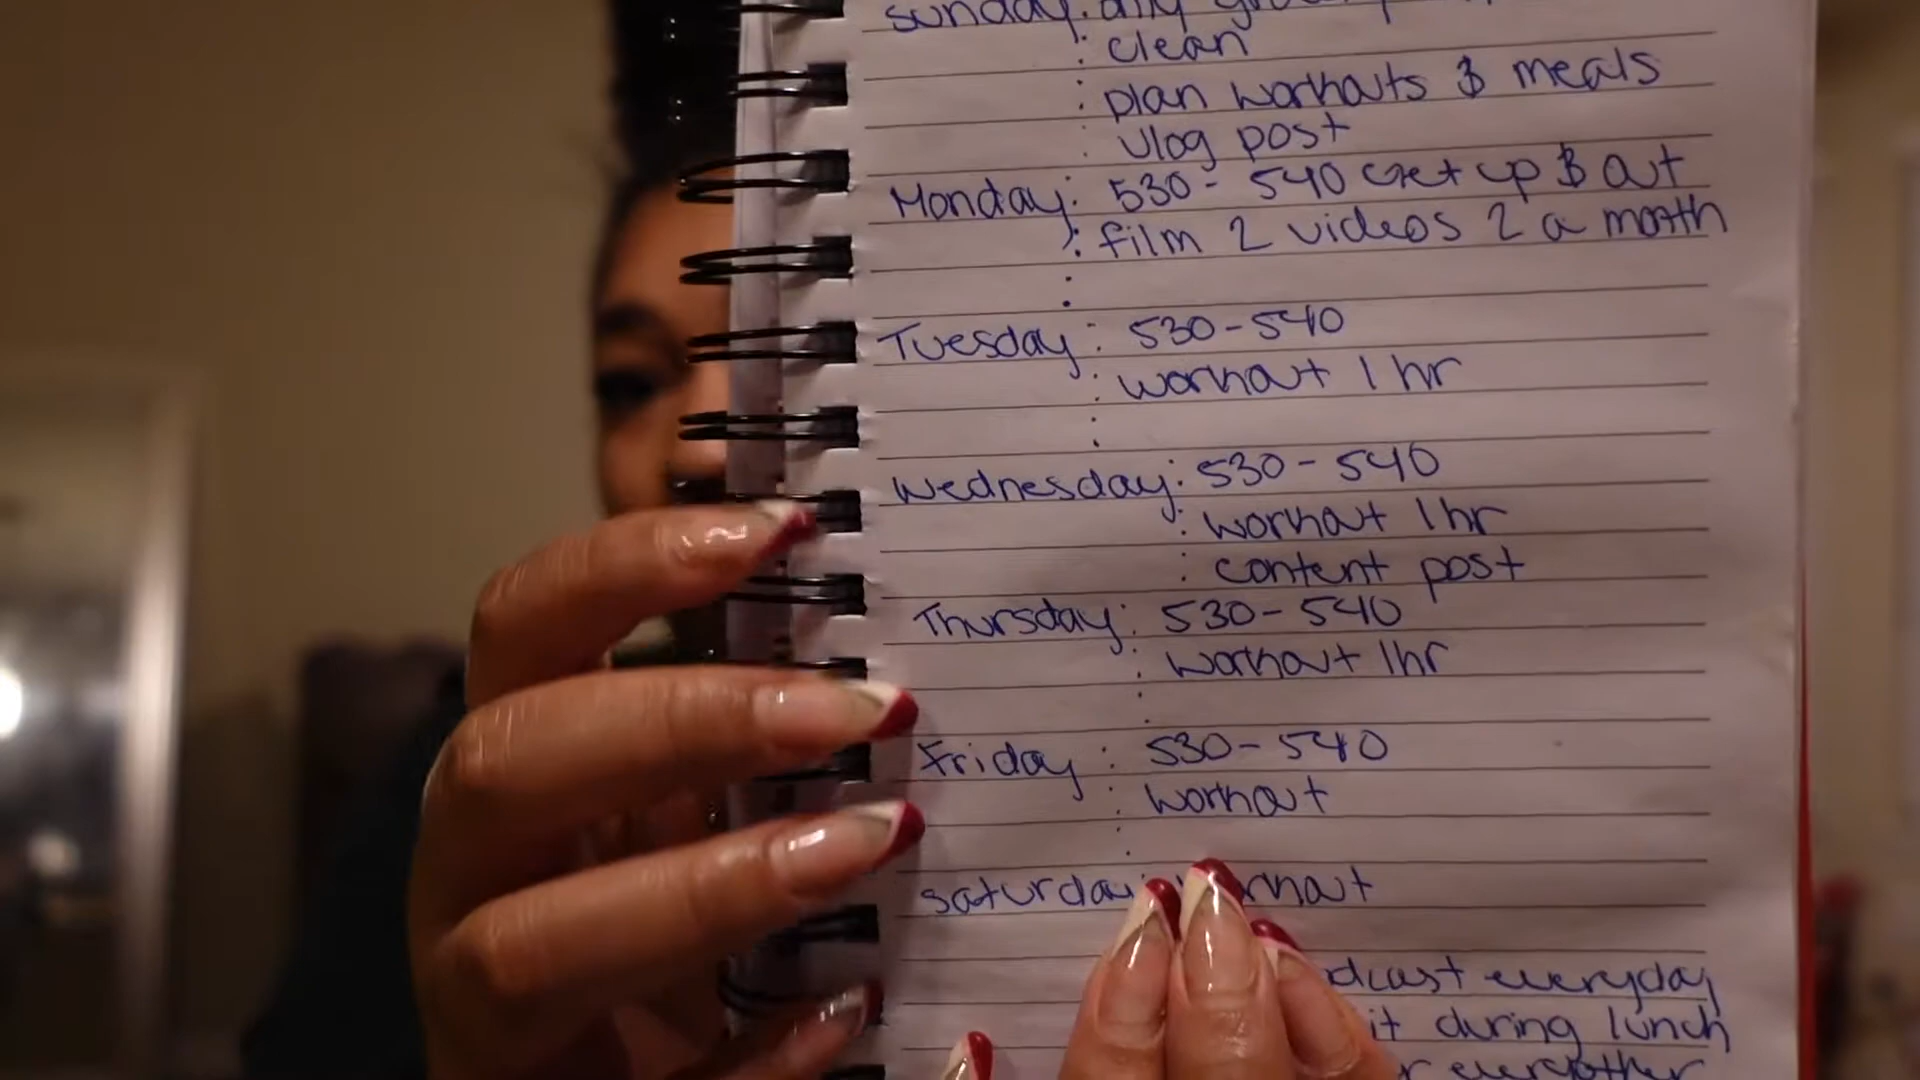 Sunday:
: clean
: plan workouts & meals
: vlog post
Monday: 530 - 540 get up & out
: film 2 videos 2 a month
:
Tuesday: 530-540
: workout 1 hr
:
Wednesday: 530-540
: workout 1hr
: content post
Thursday: 530-540
: workout 1hr
:
Friday: 530-540
: workout
:
Saturday
everyday
it during lunch